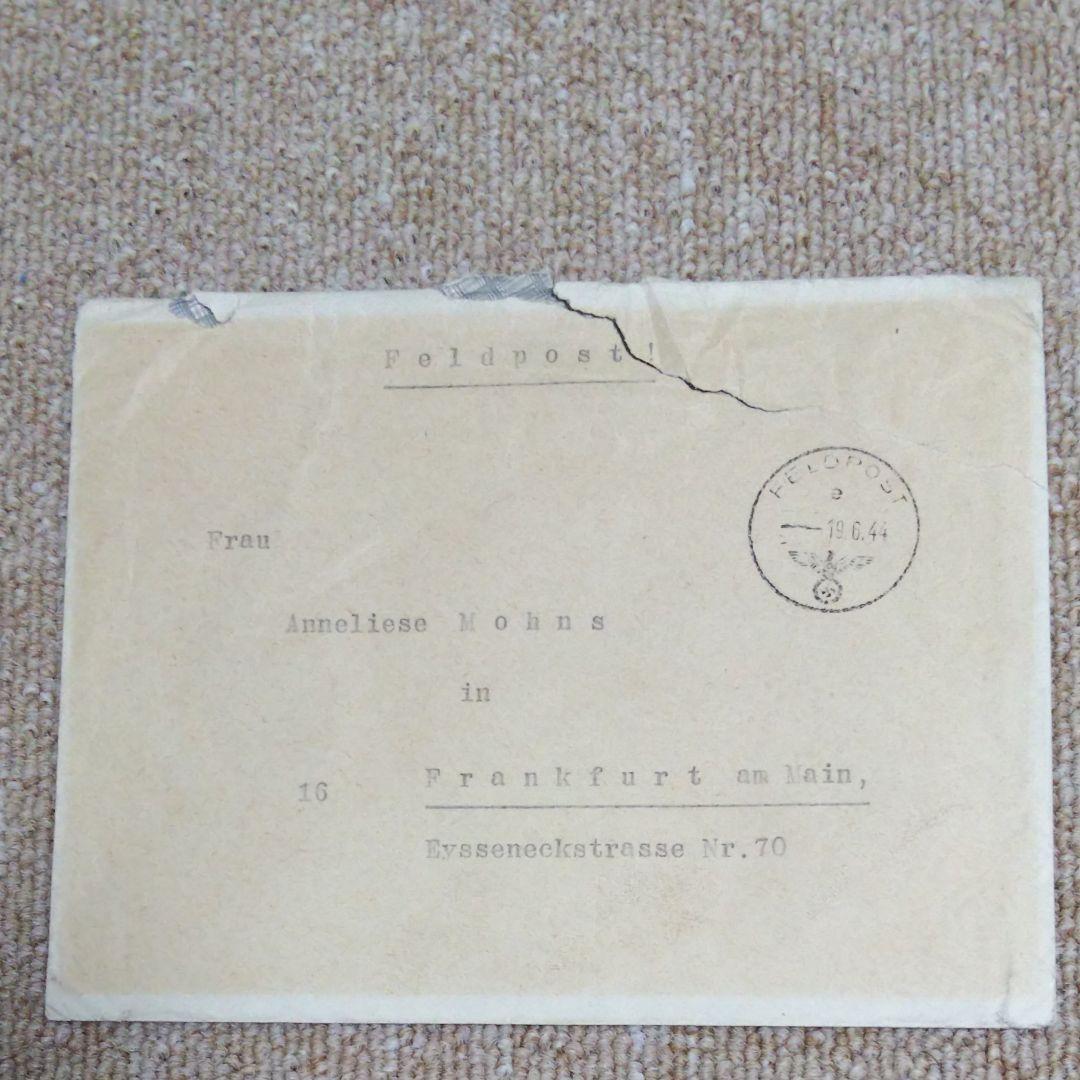 Feldpost!
FELDPOST
e
19.6.44
Frau
Anneliese Mohns
in
16 Frankfurt am Main,
Eysseneckstrasse Nr.70